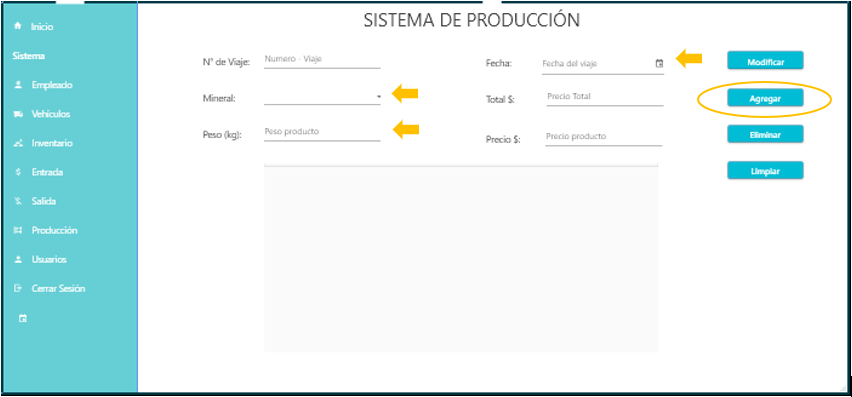 SISTEMA DE PRODUCCIÓN
Inicio
Sistema
Empleado
Vehículos
Inventario
Entrada
Salida
Producción
Usuarios
Cerrar Sesión
N° de Viaje: Numero - Viaje
Fecha: Fecha del viaje
Modificar
Mineral:
Total $: Precio Total
Agregar
Peso (kg): Peso producto
Precio $: Precio producto
Eliminar
Limpiar